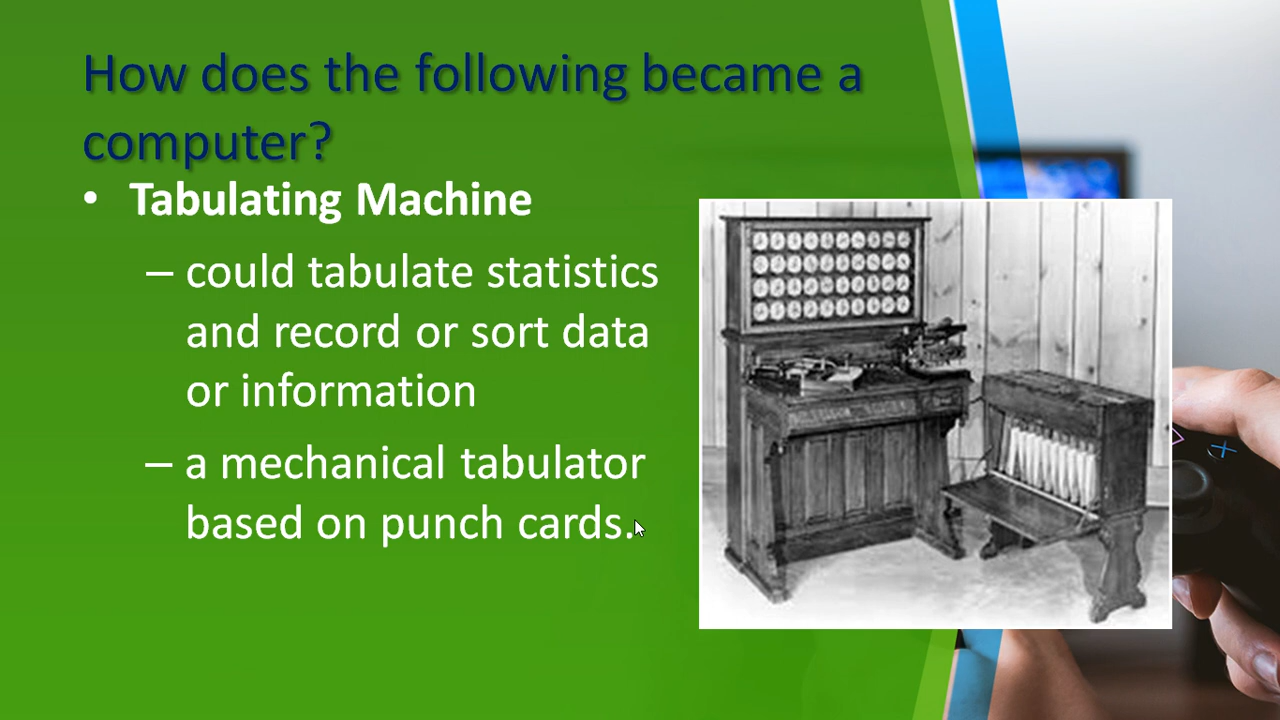 How does the following became a
computer?
• Tabulating Machine
– could tabulate statistics
and record or sort data
or information
– a mechanical tabulator
based on punch cards.